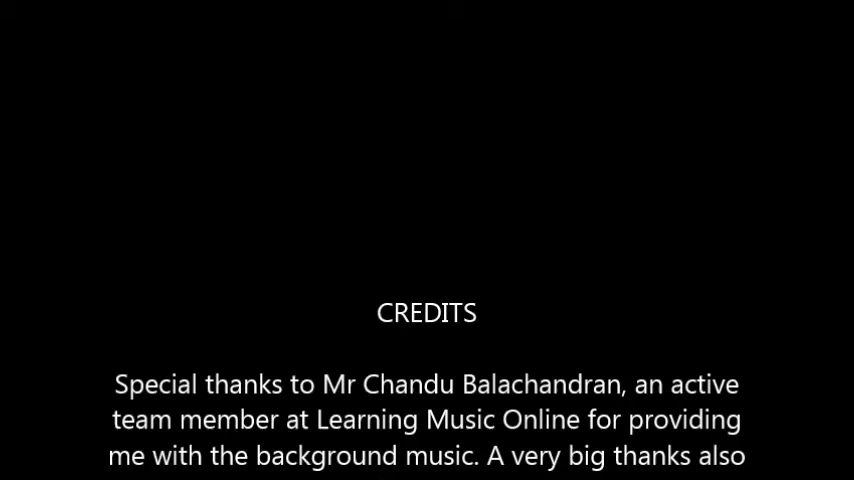 CREDITS
Special thanks to Mr Chandu Balachandran, an active
team member at Learning Music Online for providing
me with the background music. A very big thanks also